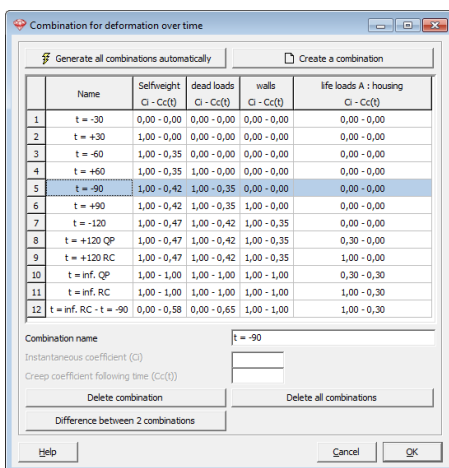 Combination for deformation over time
Generate all combinations automatically Create a combination
Name Selfweight dead loads walls life loads A : housing
Ci - Cc(t) Ci - Cc(t) Ci - Cc(t) Ci - Cc(t)
1 t = -30 0,00 - 0,00 0,00 - 0,00 0,00 - 0,00 0,00 - 0,00
2 t = +30 1,00 - 0,00 0,00 - 0,00 0,00 - 0,00 0,00 - 0,00
3 t = -60 1,00 - 0,35 0,00 - 0,00 0,00 - 0,00 0,00 - 0,00
4 t = +60 1,00 - 0,35 1,00 - 0,00 0,00 - 0,00 0,00 - 0,00
5 t = -90 1,00 - 0,42 1,00 - 0,35 0,00 - 0,00 0,00 - 0,00
6 t = +90 1,00 - 0,42 1,00 - 0,35 1,00 - 0,00 0,00 - 0,00
7 t = -120 1,00 - 0,47 1,00 - 0,42 1,00 - 0,35 0,00 - 0,00
8 t = +120 QP 1,00 - 0,47 1,00 - 0,42 1,00 - 0,35 0,30 - 0,00
9 t = +120 RC 1,00 - 0,47 1,00 - 0,42 1,00 - 0,35 1,00 - 0,00
10 t = inf. QP 1,00 - 1,00 1,00 - 1,00 1,00 - 1,00 0,30 - 0,30
11 t = inf. RC 1,00 - 1,00 1,00 - 1,00 1,00 - 1,00 1,00 - 0,30
12 t = inf. RC - t = -90 0,00 - 0,58 0,00 - 0,65 1,00 - 1,00 1,00 - 0,30
Combination name t = -90
Instantaneous coefficient (Ci)
Creep coefficient following time (Cc(t))
Delete combination Delete all combinations
Difference between 2 combinations
Help Cancel OK